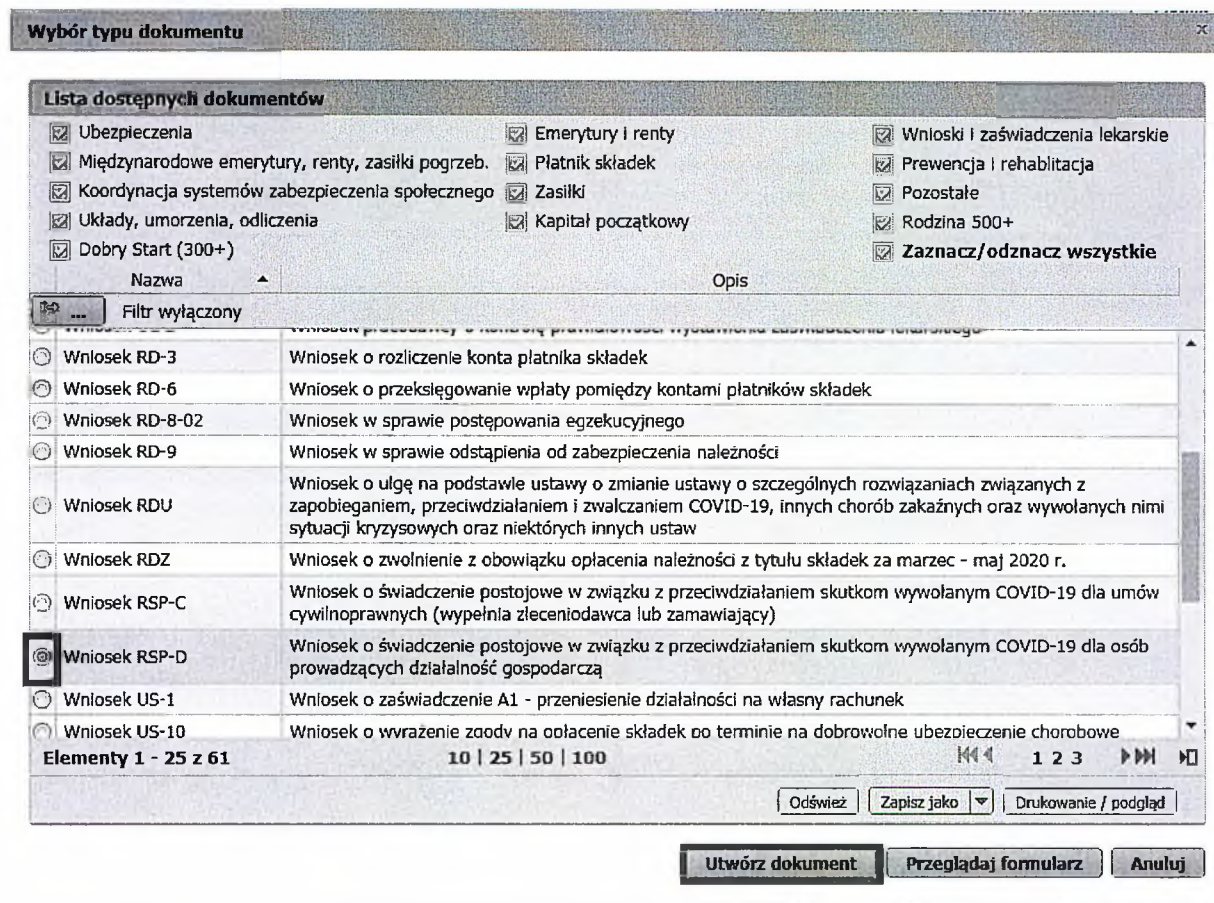 Wybór typu dokumentu
Lista dostępnych dokumentów
Ubezpieczenia
Emerytury i renty
Wnioski i zaświadczenia lekarskie
Międzynarodowe emerytury, renty, zasiłki pogrzeb.
Płatnik składek
Prewencja i rehablitacja
Koordynacja systemów zabezpieczenia społecznego
Zasiłki
Pozostałe
Układy, umorzenia, odliczenia
Kapitał początkowy
Rodzina 500+
Dobry Start (300+)
Zaznacz/odznacz wszystkie
Nazwa
Opis
... Filtr wyłączony
Wniosek RD-3
Wniosek o rozliczenie konta płatnika składek
Wniosek RD-6
Wniosek o przeksięgowanie wpłaty pomiędzy kontami płatników składek
Wniosek RD-8-02
Wniosek w sprawie postępowania egzekucyjnego
Wniosek RD-9
Wniosek w sprawie odstąpienia od zabezpieczenia należności
Wniosek RDU
Wniosek o ulgę na podstawie ustawy o zmianie ustawy o szczególnych rozwiązaniach związanych z
zapobieganiem, przeciwdziałaniem i zwalczaniem COVID-19, innych chorób zakaźnych oraz wywołanych nimi
sytuacji kryzysowych oraz niektórych innych ustaw
Wniosek RDZ
Wniosek o zwolnienie z obowiązku opłacenia należności z tytułu składek za marzec - maj 2020 r.
Wniosek RSP-C
Wniosek o świadczenie postojowe w związku z przeciwdziałaniem skutkom wywołanym COVID-19 dla umów
cywilnoprawnych (wypełnia zleceniodawca lub zamawiający)
Wniosek RSP-D
Wniosek o świadczenie postojowe w związku z przeciwdziałaniem skutkom wywołanym COVID-19 dla osób
prowadzących działalność gospodarczą
Wniosek US-1
Wniosek o zaświadczenie A1 - przeniesienie działalności na własny rachunek
Wniosek US-10
Wniosek o wyrażenie zgody na opłacenie składek po terminie na dobrowolne ubezpieczenie chorobowe
Elementy 1 - 25 z 61
10 | 25 | 50 | 100
1 2 3
Odśwież
Zapisz jako
Drukowanie / podgląd
Utwórz dokument
Przeglądaj formularz
Anuluj